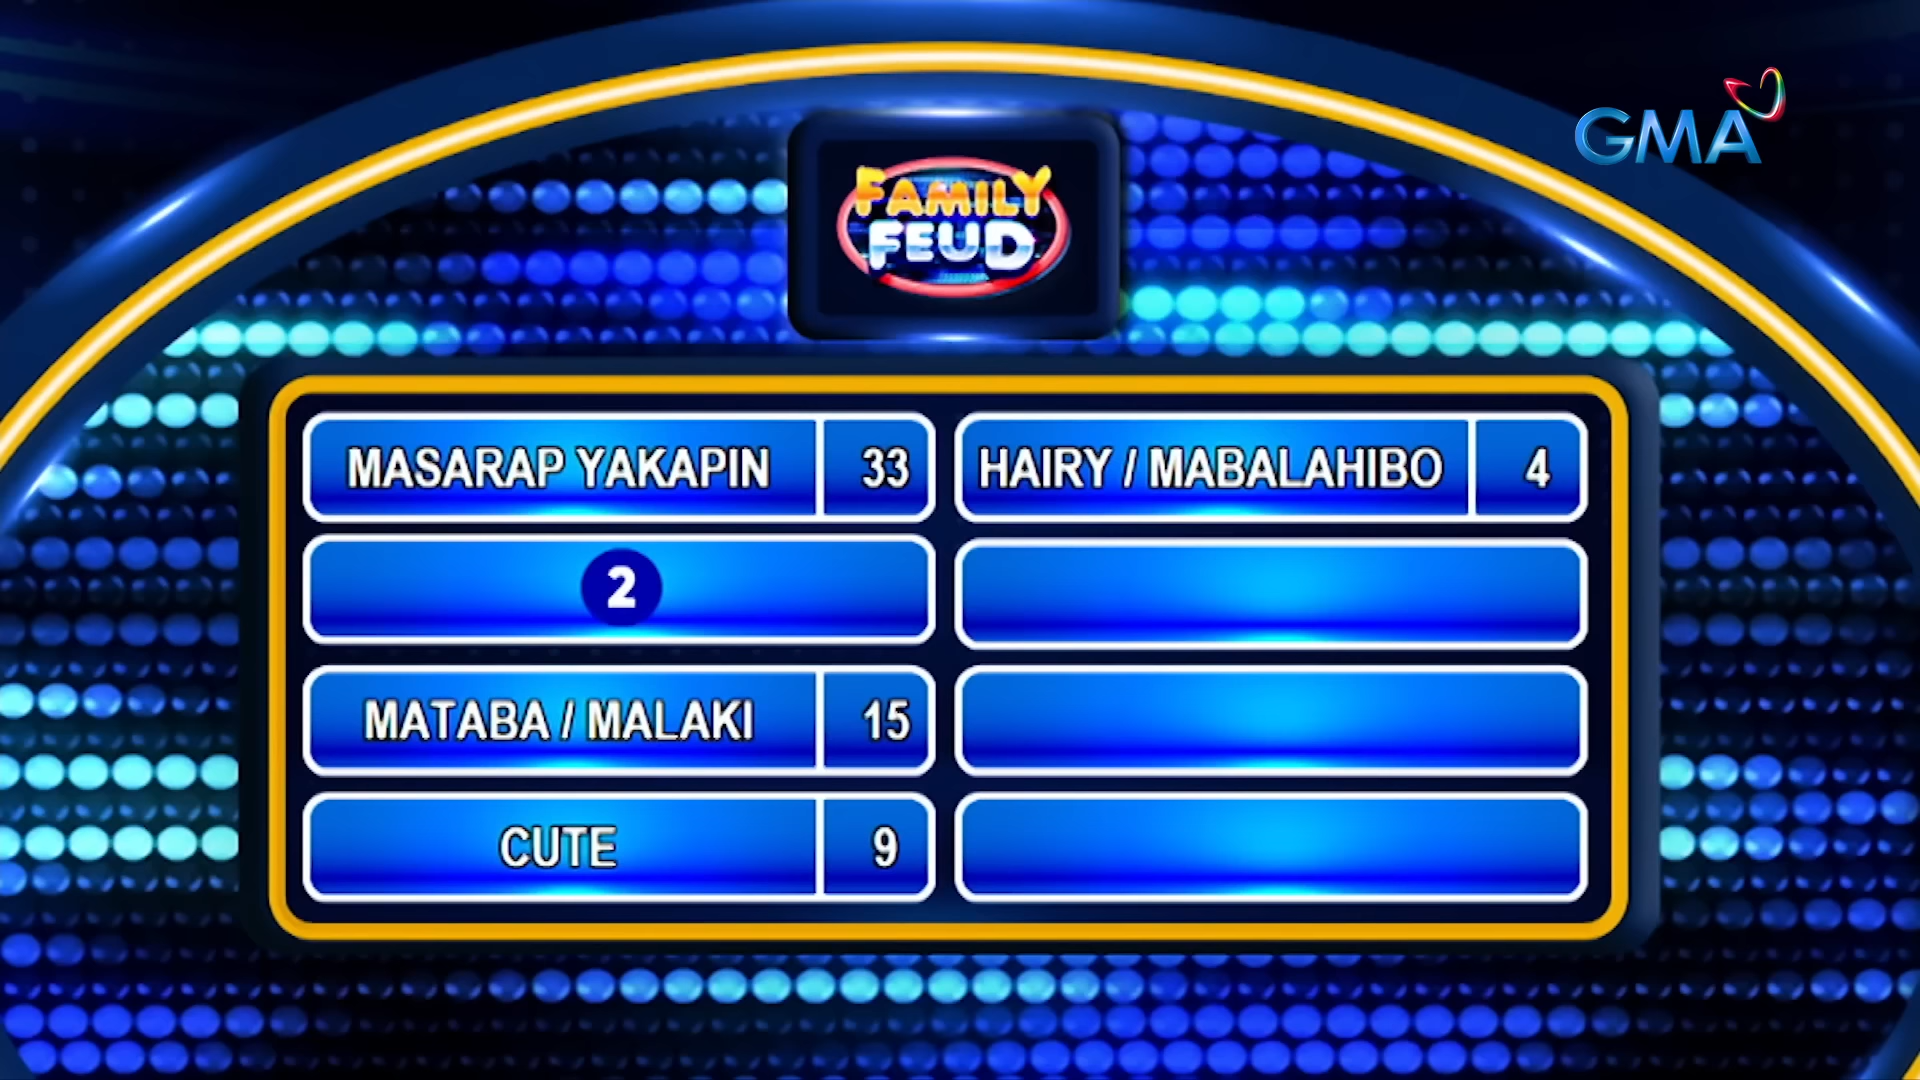 GMA
FAMILY
FEUD
MASARAP YAKAPIN 33
2
MATABA / MALAKI 15
CUTE 9
HAIRY / MABALAHIBO 4